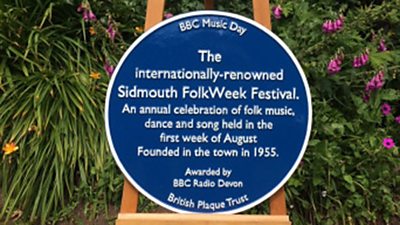 BBC Music Day
The
internationally-renowned
Sidmouth FolkWeek Festival.
An annual celebration of folk music,
dance and song held in the
first week of August
Founded in the town in 1955.
Awarded by
BBC Radio Devon
British Plaque Trust